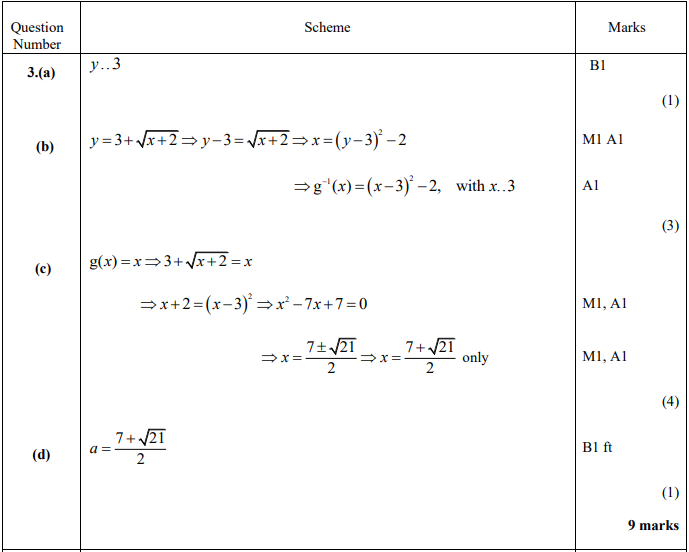 Question Number Scheme Marks
3.(a) y..3 B1
(1)
(b) y = 3 + √(x+2) ⇒ y − 3 = √(x+2) ⇒ x = (y−3)² − 2 M1 A1
⇒ g⁻¹(x) = (x−3)² − 2, with x..3 A1
(3)
(c) g(x) = x ⇒ 3 + √(x+2) = x
⇒ x + 2 = (x−3)² ⇒ x² − 7x + 7 = 0 M1, A1
⇒ x = (7±√21)/2 ⇒ x = (7+√21)/2 only M1, A1
(4)
(d) a = (7+√21)/2 B1 ft
(1)
9 marks